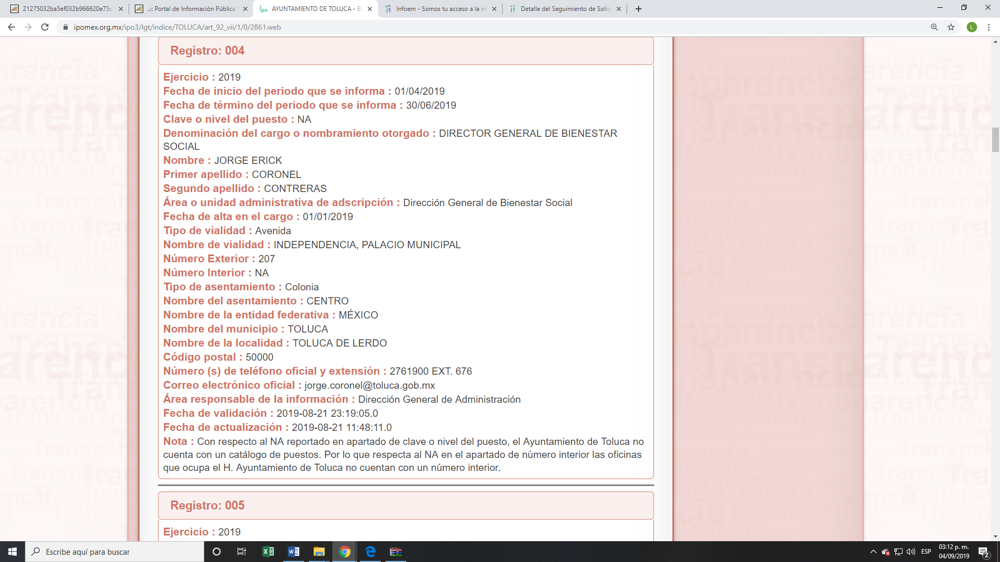 21275032ba5ef032b966620e75c
..:: Portal de Información Pública
AYUNTAMIENTO DE TOLUCA - El
Infoem - Somos tu acceso a la in
Detalle del Seguimiento de Solici
ipomex.org.mx/ipo3/lgt/indice/TOLUCA/art_92_vii/1/0/2861.web
L
Registro: 004
Ejercicio : 2019
Fecha de inicio del periodo que se informa : 01/04/2019
Fecha de término del periodo que se informa : 30/06/2019
Clave o nivel del puesto : NA
Denominación del cargo o nombramiento otorgado : DIRECTOR GENERAL DE BIENESTAR
SOCIAL
Nombre : JORGE ERICK
Primer apellido : CORONEL
Segundo apellido : CONTRERAS
Área o unidad administrativa de adscripción : Dirección General de Bienestar Social
Fecha de alta en el cargo : 01/01/2019
Tipo de vialidad : Avenida
Nombre de vialidad : INDEPENDENCIA, PALACIO MUNICIPAL
Número Exterior : 207
Número Interior : NA
Tipo de asentamiento : Colonia
Nombre del asentamiento : CENTRO
Nombre de la entidad federativa : MÉXICO
Nombre del municipio : TOLUCA
Nombre de la localidad : TOLUCA DE LERDO
Código postal : 50000
Número (s) de teléfono oficial y extensión : 2761900 EXT. 676
Correo electrónico oficial : jorge.coronel@toluca.gob.mx
Área responsable de la información : Dirección General de Administración
Fecha de validación : 2019-08-21 23:19:05.0
Fecha de actualización : 2019-08-21 11:48:11.0
Nota : Con respecto al NA reportado en apartado de clave o nivel del puesto, el Ayuntamiento de Toluca no
cuenta con un catálogo de puestos. Por lo que respecta al NA en el apartado de número interior las oficinas
que ocupa el H. Ayuntamiento de Toluca no cuentan con un número interior.
Registro: 005
Ejercicio : 2019
Escribe aquí para buscar
ESP
03:12 p. m.
04/09/2019
2